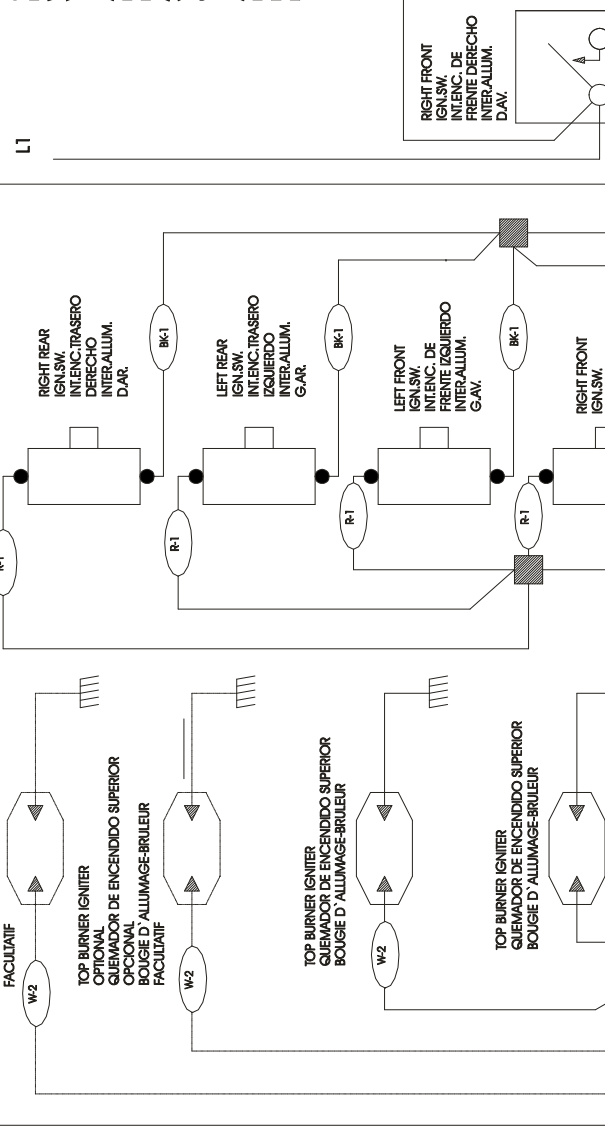 L1
RIGHT FRONT
IGN.SW.
INT.ENC. DE
FRENTE DERECHO
INTER.ALLUM.
D.AV.
RIGHT REAR
IGN.SW.
INT.ENC.TRASERO
DERECHO
INTER.ALLUM.
D.AR.
BK-1
LEFT REAR
IGN.SW.
INT.ENC.TRASERO
IZQUIERDO
INTER.ALLUM.
G.AR.
BK-1
LEFT FRONT
IGN.SW.
INT.ENC. DE
FRENTE IZQUIERDO
INTER.ALLUM.
G.AV.
BK-1
RIGHT FRONT
IGN.SW.
R-1
R-1
R-1
R-1
FACULTATIF
W-2
TOP BURNER IGNITER
OPTIONAL
QUEMADOR DE ENCENDIDO SUPERIOR
OPCIONAL
BOUGIE D`ALLUMAGE-BRULEUR
FACULTATIF
W-2
TOP BURNER IGNITER
QUEMADOR DE ENCENDIDO SUPERIOR
BOUGIE D`ALLUMAGE-BRULEUR
W-2
TOP BURNER IGNITER
QUEMADOR DE ENCENDIDO SUPERIOR
BOUGIE D`ALLUMAGE-BRULEUR